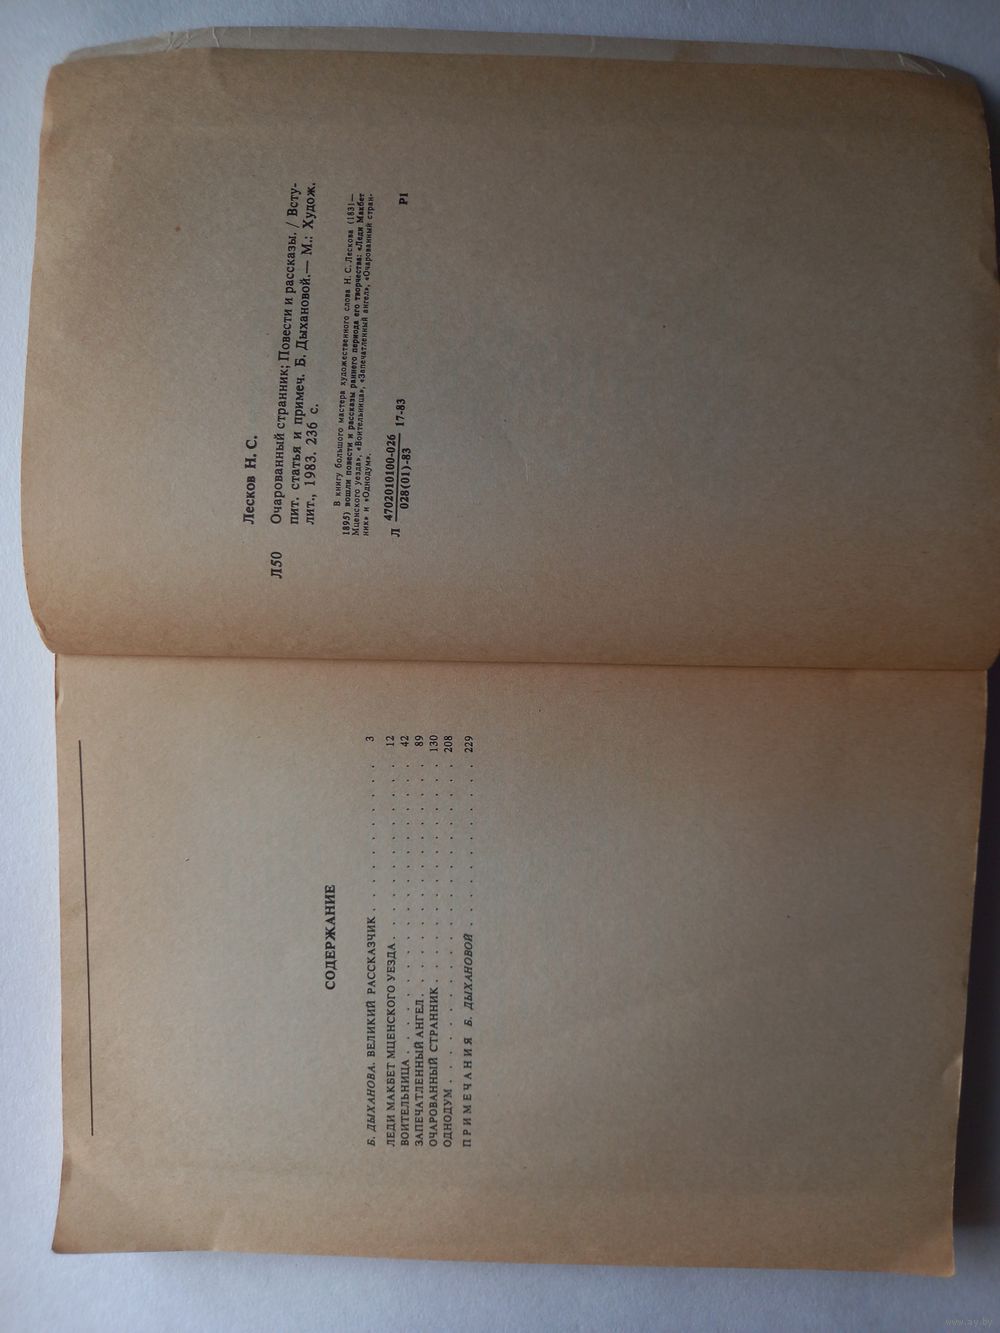 СОДЕРЖАНИЕ
Б. ДЫХАНОВА. ВЕЛИКИЙ РАССКАЗЧИК . . . . . . . . . . . 3
ЛЕДИ МАКБЕТ МЦЕНСКОГО УЕЗДА . . . . . . . . . . . . 12
ВОИТЕЛЬНИЦА . . . . . . . . . . . . . . . . . . 42
ЗАПЕЧАТЛЕННЫЙ АНГЕЛ . . . . . . . . . . . . . . . 89
ОЧАРОВАННЫЙ СТРАННИК . . . . . . . . . . . . . . 130
ОДНОДУМ . . . . . . . . . . . . . . . . . . . 208
ПРИМЕЧАНИЯ Б. ДЫХАНОВОЙ . . . . . . . . . . . . 229
Лесков Н. С.
Л50 Очарованный странник; Повести и рассказы. / Всту-
пит. статья и примеч. Б. Дыхановой.— М.: Худож.
лит., 1983. 236 с.
В книгу большого мастера художественного слова Н. С. Лескова (1831—
1895) вошли повести и рассказы раннего периода его творчества: «Леди Макбет
Мценского уезда», «Воительница», «Запечатленный ангел», «Очарованный стран-
ник» и «Однодум».
Л 4702010100-026 17-83 Р1
028(01)-83
www.ay.by